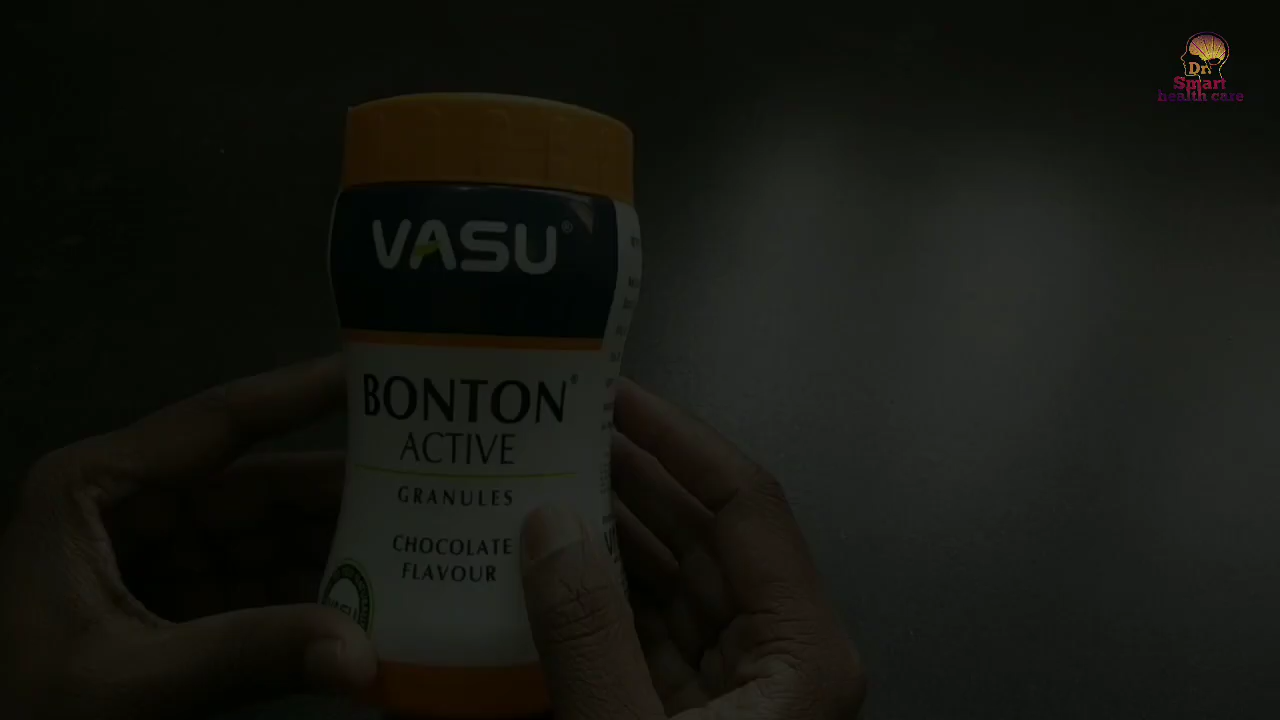 Dr.
Smart
health care
VASU®
BONTON®
ACTIVE
GRANULES
CHOCOLATE
FLAVOUR